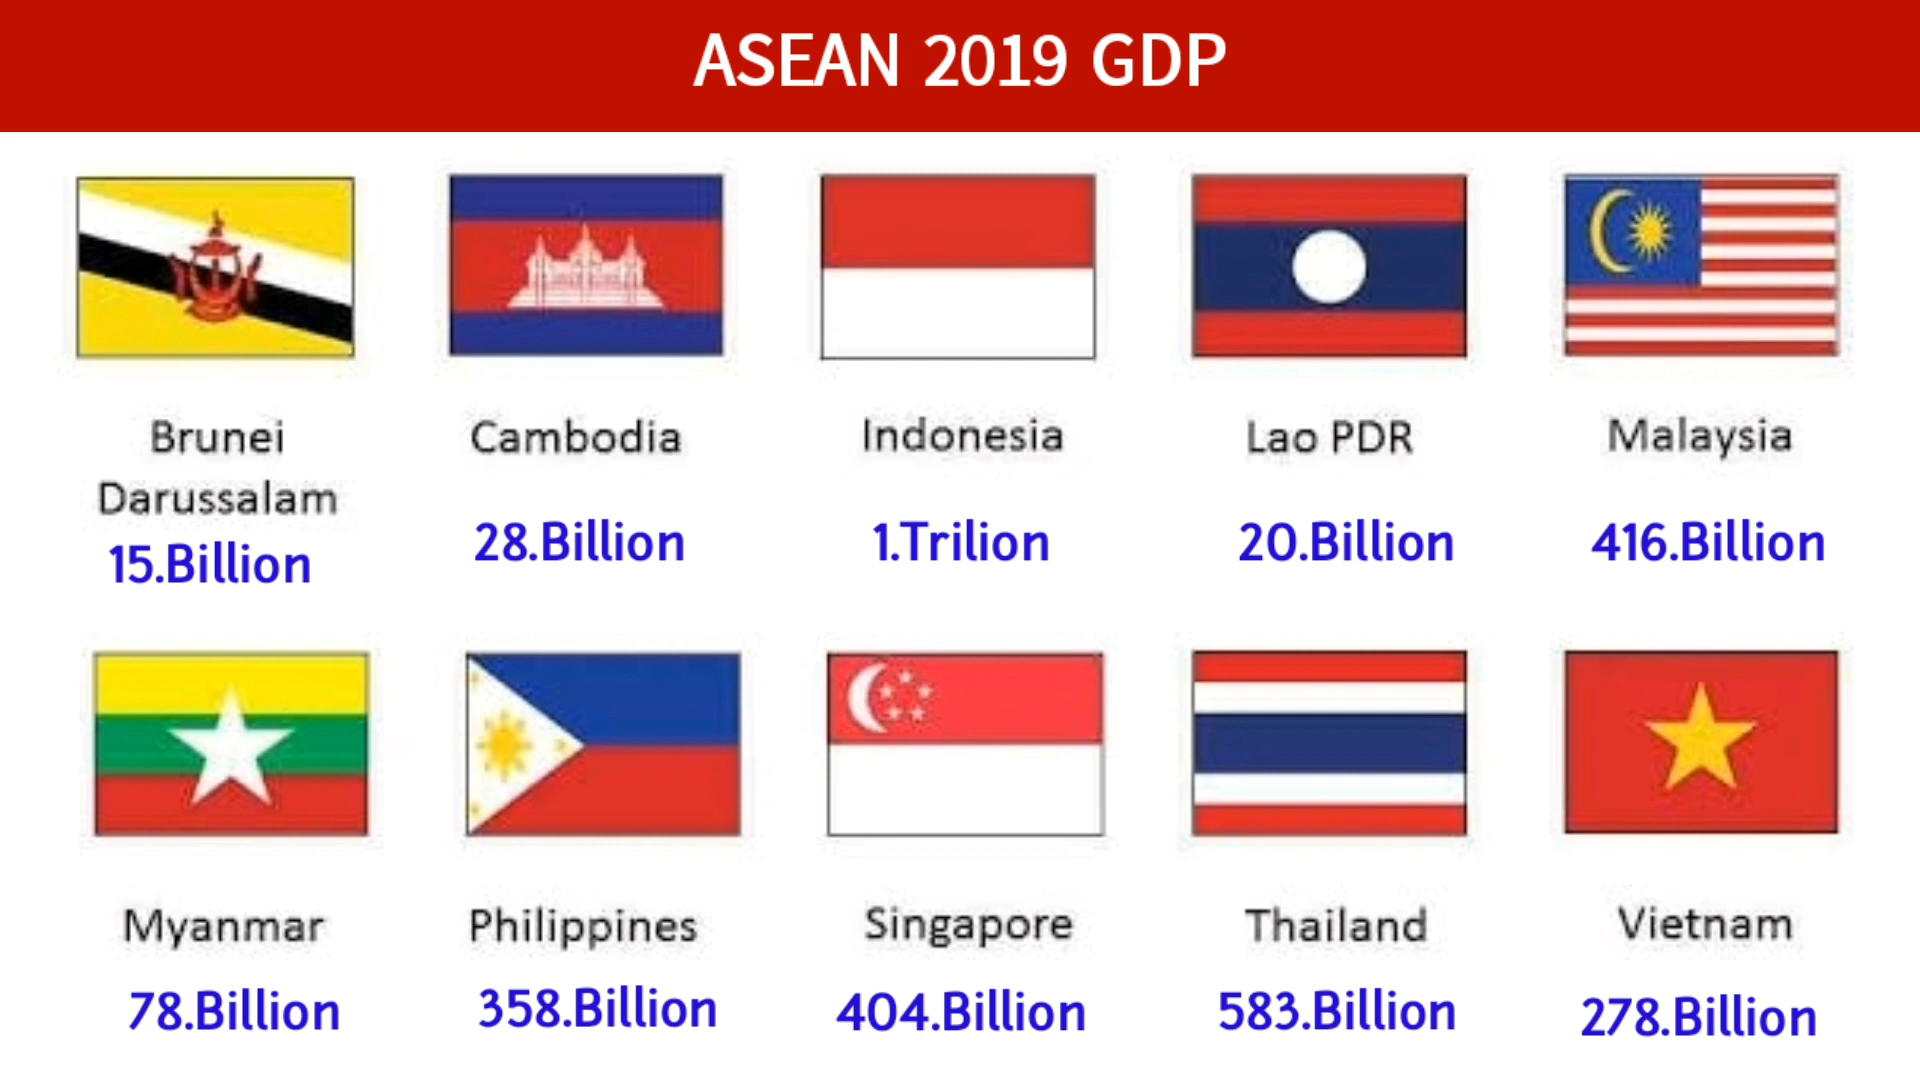 ASEAN 2019 GDP
Brunei
Darussalam
15.Billion
Cambodia
28.Billion
Indonesia
1.Trilion
Lao PDR
20.Billion
Malaysia
416.Billion
Myanmar
78.Billion
Philippines
358.Billion
Singapore
404.Billion
Thailand
583.Billion
Vietnam
278.Billion